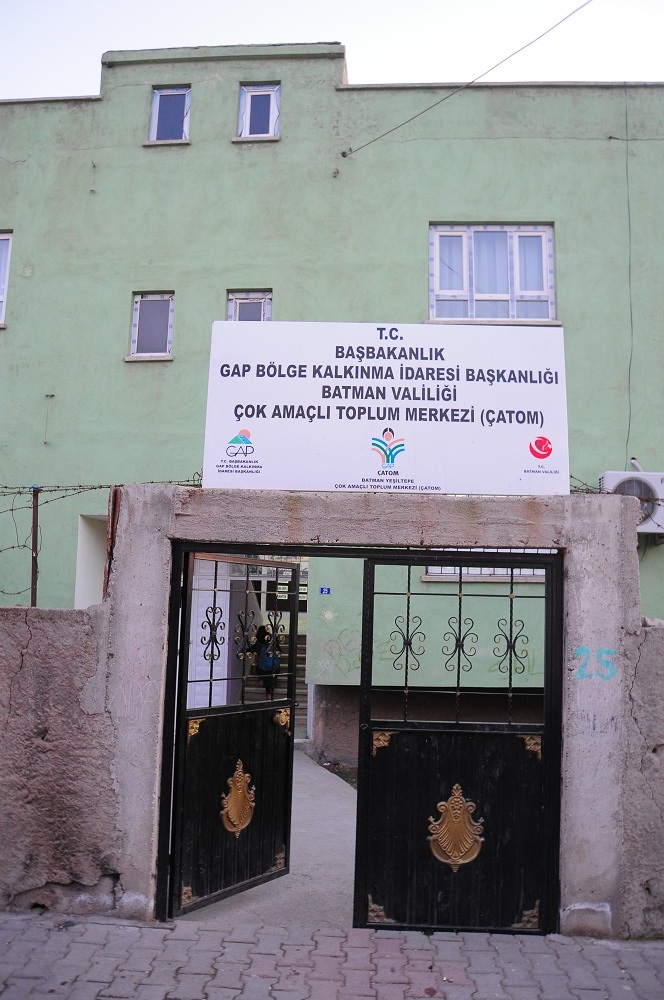 T.C.
BAŞBAKANLIK
GAP BÖLGE KALKINMA İDARESİ BAŞKANLIĞI
BATMAN VALİLİĞİ
ÇOK AMAÇLI TOPLUM MERKEZİ (ÇATOM)
GAP
T.C. BAŞBAKANLIK
GAP BÖLGE KALKINMA
İDARESİ BAŞKANLIĞI
GAP
ÇATOM
BATMAN YEŞİLTEPE
ÇOK AMAÇLI TOPLUM MERKEZİ (ÇATOM)
T.C.
BATMAN VALİLİĞİ
25
25